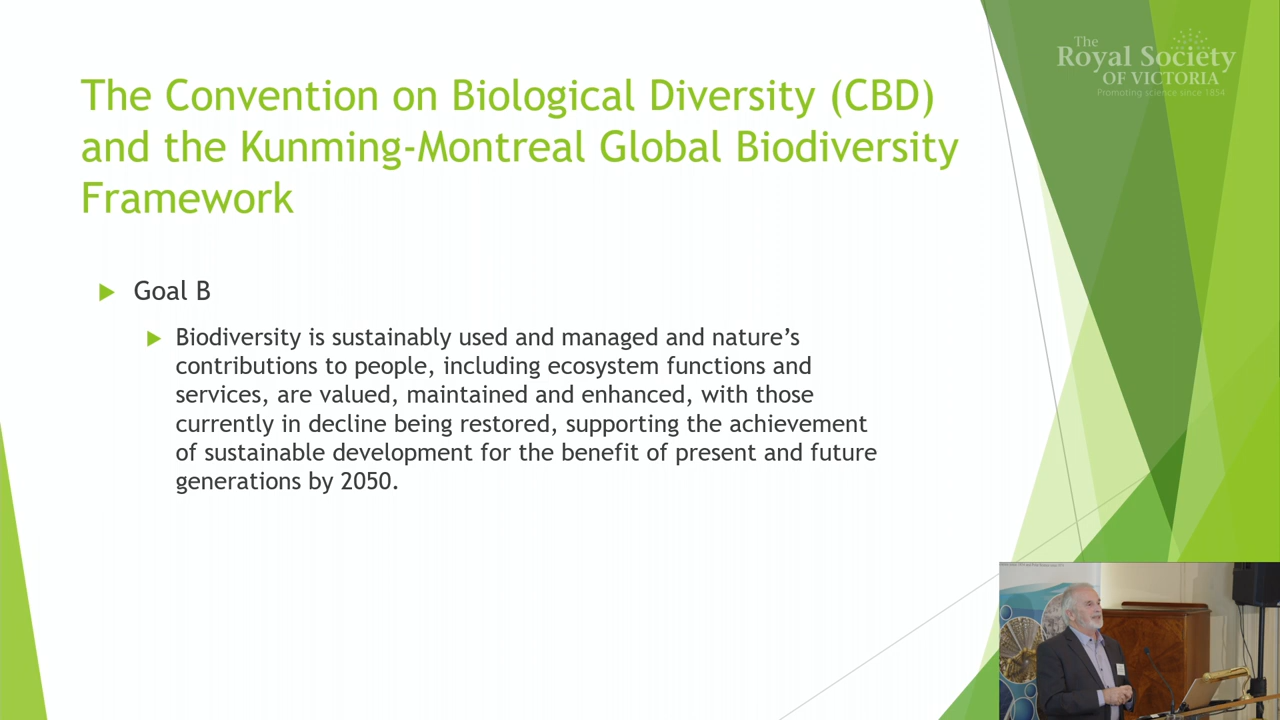 The
Royal Society
OF VICTORIA
Promoting science since 1854
The Convention on Biological Diversity (CBD)
and the Kunming-Montreal Global Biodiversity
Framework
Goal B
Biodiversity is sustainably used and managed and nature’s
contributions to people, including ecosystem functions and
services, are valued, maintained and enhanced, with those
currently in decline being restored, supporting the achievement
of sustainable development for the benefit of present and future
generations by 2050.